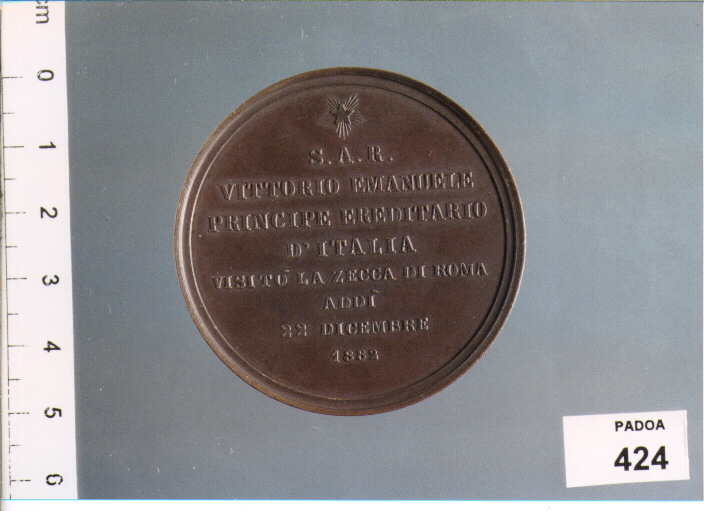 cm
0
1
2
3
4
5
6
S. A. R.
VITTORIO EMANUELE
PRINCIPE EREDITARIO
D' ITALIA
VISITÒ LA ZECCA DI ROMA
ADDÌ
22 DICEMBRE
1882
PADOA
424